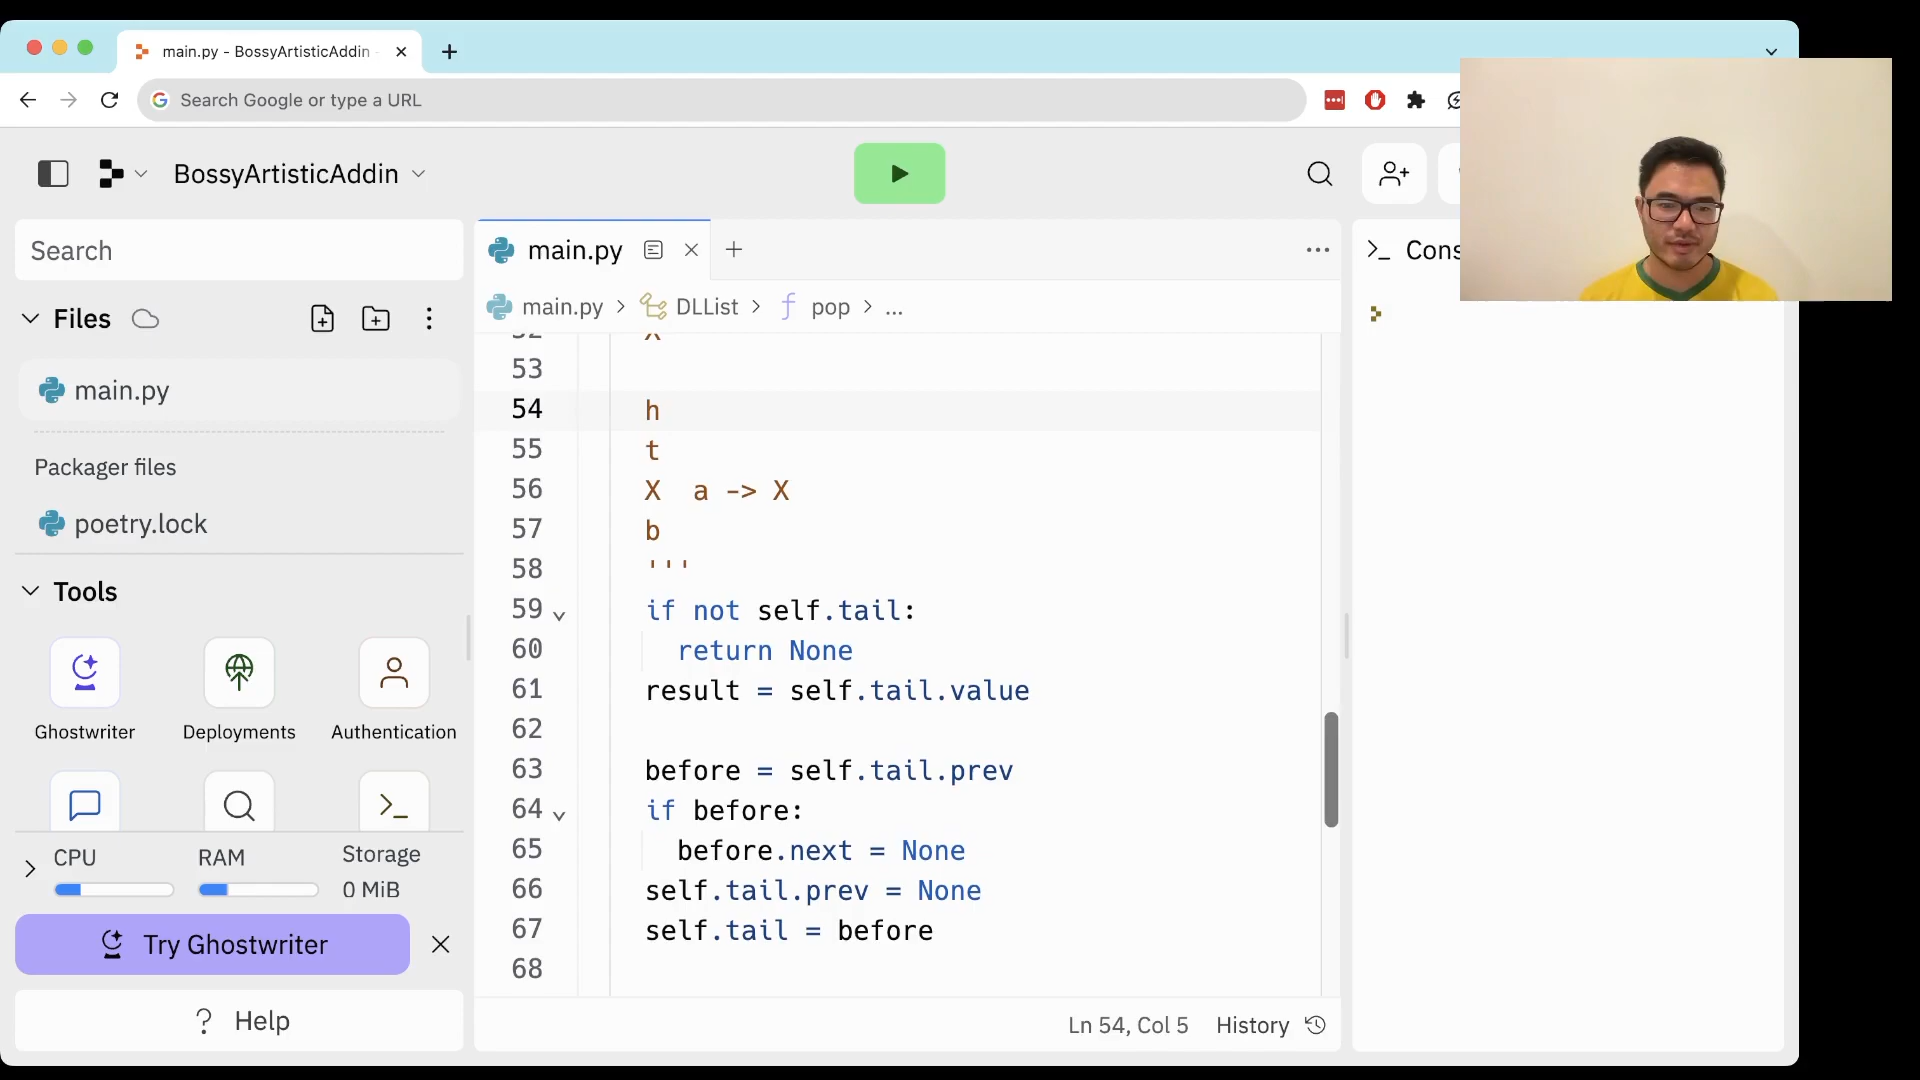 main.py - BossyArtisticAddin
Search Google or type a URL
BossyArtisticAddin
Search
Files
main.py
Packager files
poetry.lock
Tools
Ghostwriter
Deployments
Authentication
CPU
RAM
Storage
0 MiB
Try Ghostwriter
? Help
main.py
main.py > DLList > pop > ...
53
54 h
55 t
56 X a -> X
57 b
58 '''
59 if not self.tail:
60 return None
61 result = self.tail.value
62
63 before = self.tail.prev
64 if before:
65 before.next = None
66 self.tail.prev = None
67 self.tail = before
68
Ln 54, Col 5 History
>_ Cons